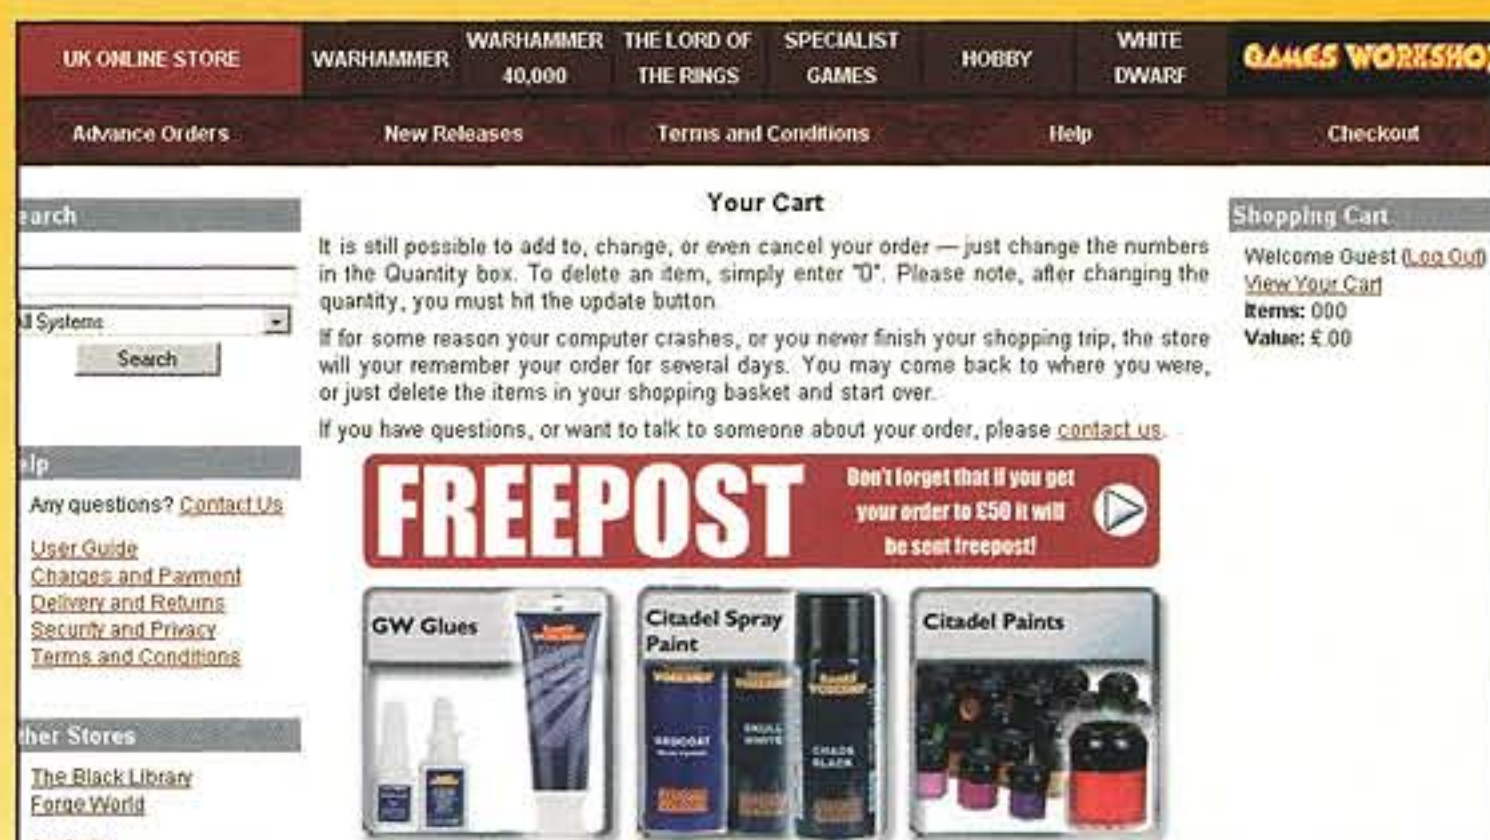 UK ONLINE STORE
WARHAMMER
WARHAMMER
40,000
THE LORD OF
THE RINGS
SPECIALIST
GAMES
HOBBY
WHITE
DWARF
GAMES WORKSHO
Advance Orders
New Releases
Terms and Conditions
Help
Checkout
earch
All Systems
Search
elp
Any questions? Contact Us
User Guide
Charges and Payment
Delivery and Returns
Security and Privacy
Terms and Conditions
ther Stores
The Black Library
Forge World
Your Cart
It is still possible to add to, change, or even cancel your order — just change the numbers
in the Quantity box. To delete an item, simply enter "0". Please note, after changing the
quantity, you must hit the update button
If for some reason your computer crashes, or you never finish your shopping trip, the store
will your remember your order for several days. You may come back to where you were,
or just delete the items in your shopping basket and start over.
If you have questions, or want to talk to someone about your order, please contact us.
FREEPOST
Don't forget that if you get
your order to £50 it will
be sent freepost!
GW Glues
Citadel Spray
Paint
SKULL
WHITE
CHAOS
BLACK
Citadel Paints
Shopping Cart
Welcome Guest (Log Out)
View Your Cart
Items: 000
Value: £.00